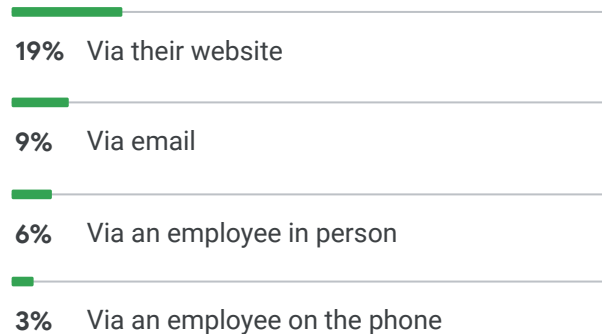 19% Via their website
9% Via email
6% Via an employee in person
3% Via an employee on the phone